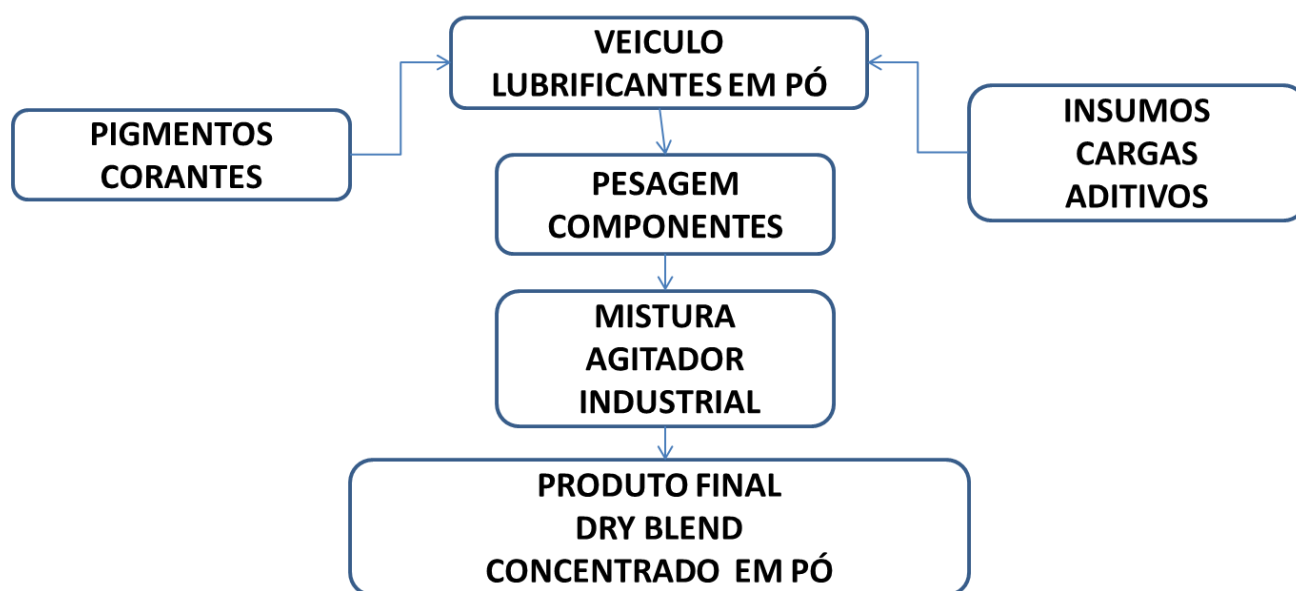 VEICULO
LUBRIFICANTES EM PÓ
PIGMENTOS
CORANTES
INSUMOS
CARGAS
ADITIVOS
PESAGEM
COMPONENTES
MISTURA
AGITADOR
INDUSTRIAL
PRODUTO FINAL
DRY BLEND
CONCENTRADO EM PÓ